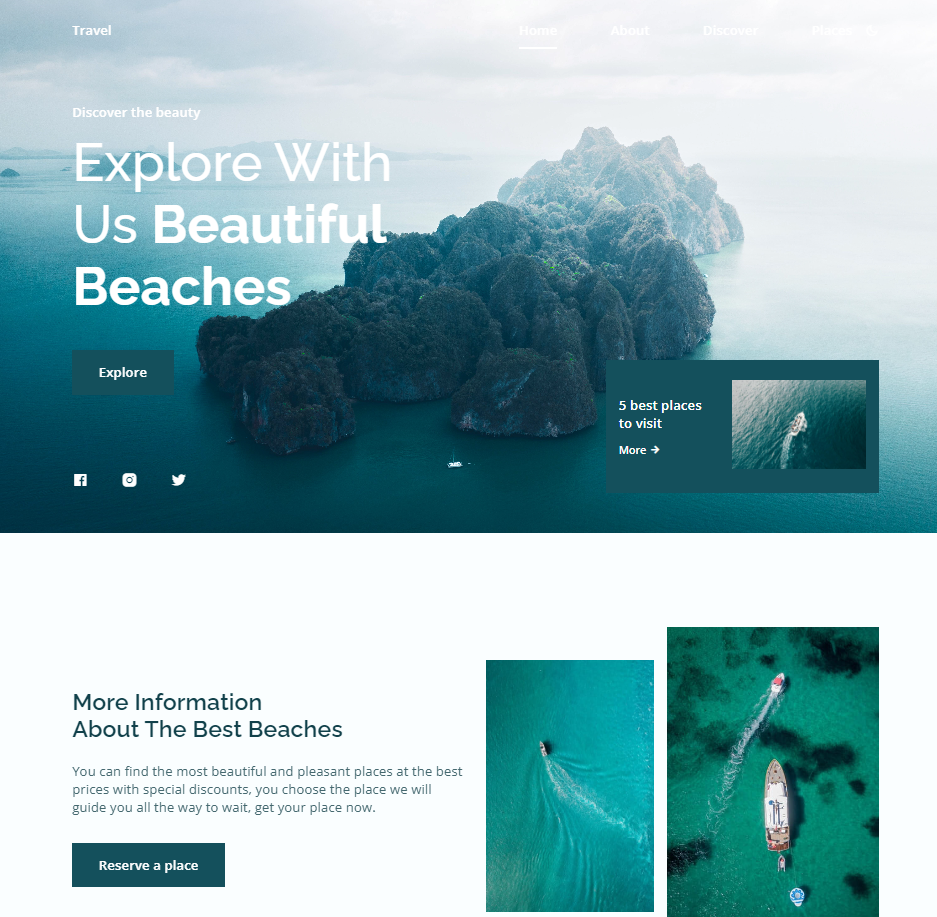 Travel
Home
About
Discover
Places
Discover the beauty
Explore With
Us Beautiful
Beaches
Explore
5 best places
to visit
More
More Information
About The Best Beaches
You can find the most beautiful and pleasant places at the best
prices with special discounts, you choose the place we will
guide you all the way to wait, get your place now.
Reserve a place